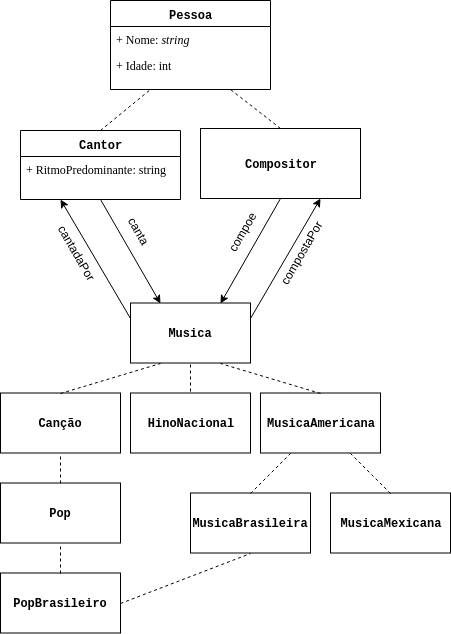 Pessoa
+ Nome: string
+ Idade: int
Cantor
+ RitmoPredominante: string
Compositor
cantadaPor
canta
compoe
compostaPor
Musica
Canção
HinoNacional
MusicaAmericana
Pop
MusicaBrasileira
MusicaMexicana
PopBrasileiro